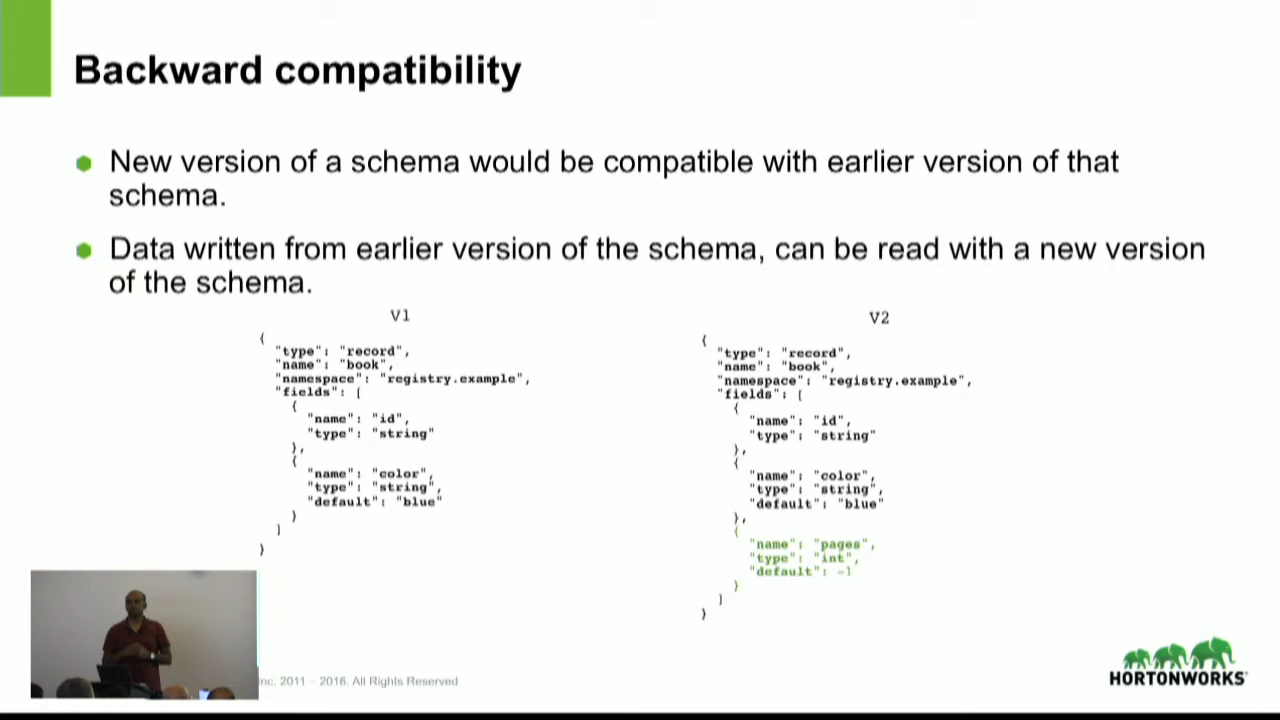 Backward compatibility
New version of a schema would be compatible with earlier version of that
schema.
Data written from earlier version of the schema, can be read with a new version
of the schema.
V1
{
"type": "record",
"name": "book",
"namespace": "registry.example",
"fields": [
{
"name": "id",
"type": "string"
},
{
"name": "color",
"type": "string",
"default": "blue"
}
]
}
V2
{
"type": "record",
"name": "book",
"namespace": "registry.example",
"fields": [
{
"name": "id",
"type": "string"
},
{
"name": "color",
"type": "string",
"default": "blue"
},
{
"name": "pages",
"type": "int",
"default": -1
}
]
}
Inc. 2011 – 2016. All Rights Reserved
HORTONWORKS